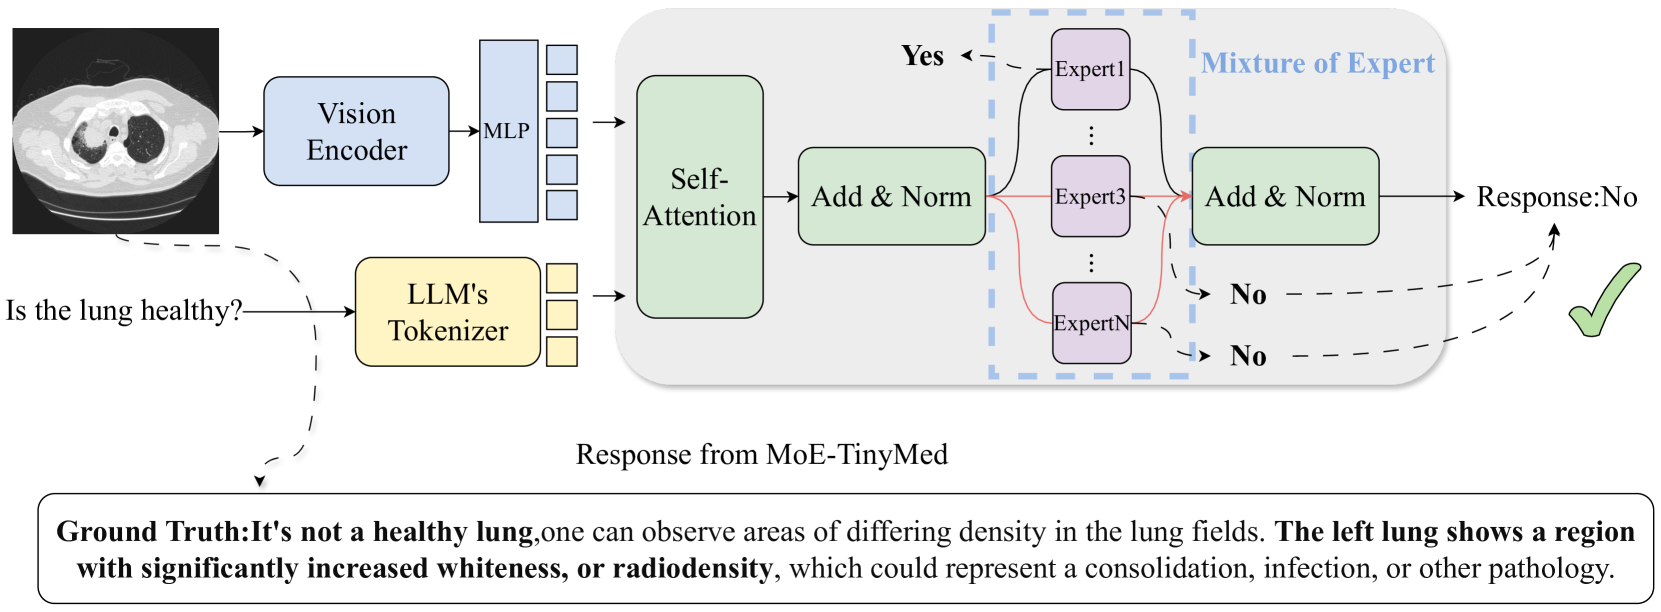 Vision
Encoder
MLP
Is the lung healthy?
LLM's
Tokenizer
Self-
Attention
Add & Norm
Yes
Expert1
Expert3
ExpertN
Mixture of Expert
Add & Norm
No
No
Response:No
Response from MoE-TinyMed
Ground Truth:It's not a healthy lung,one can observe areas of differing density in the lung fields. The left lung shows a region
with significantly increased whiteness, or radiodensity, which could represent a consolidation, infection, or other pathology.